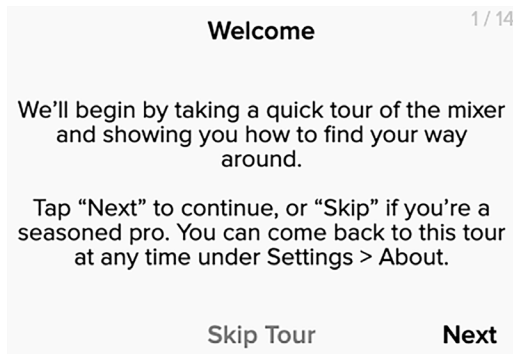 1 / 14
Welcome
We'll begin by taking a quick tour of the mixer
and showing you how to find your way
around.
Tap “Next” to continue, or “Skip” if you're a
seasoned pro. You can come back to this tour
at any time under Settings > About.
Skip Tour
Next